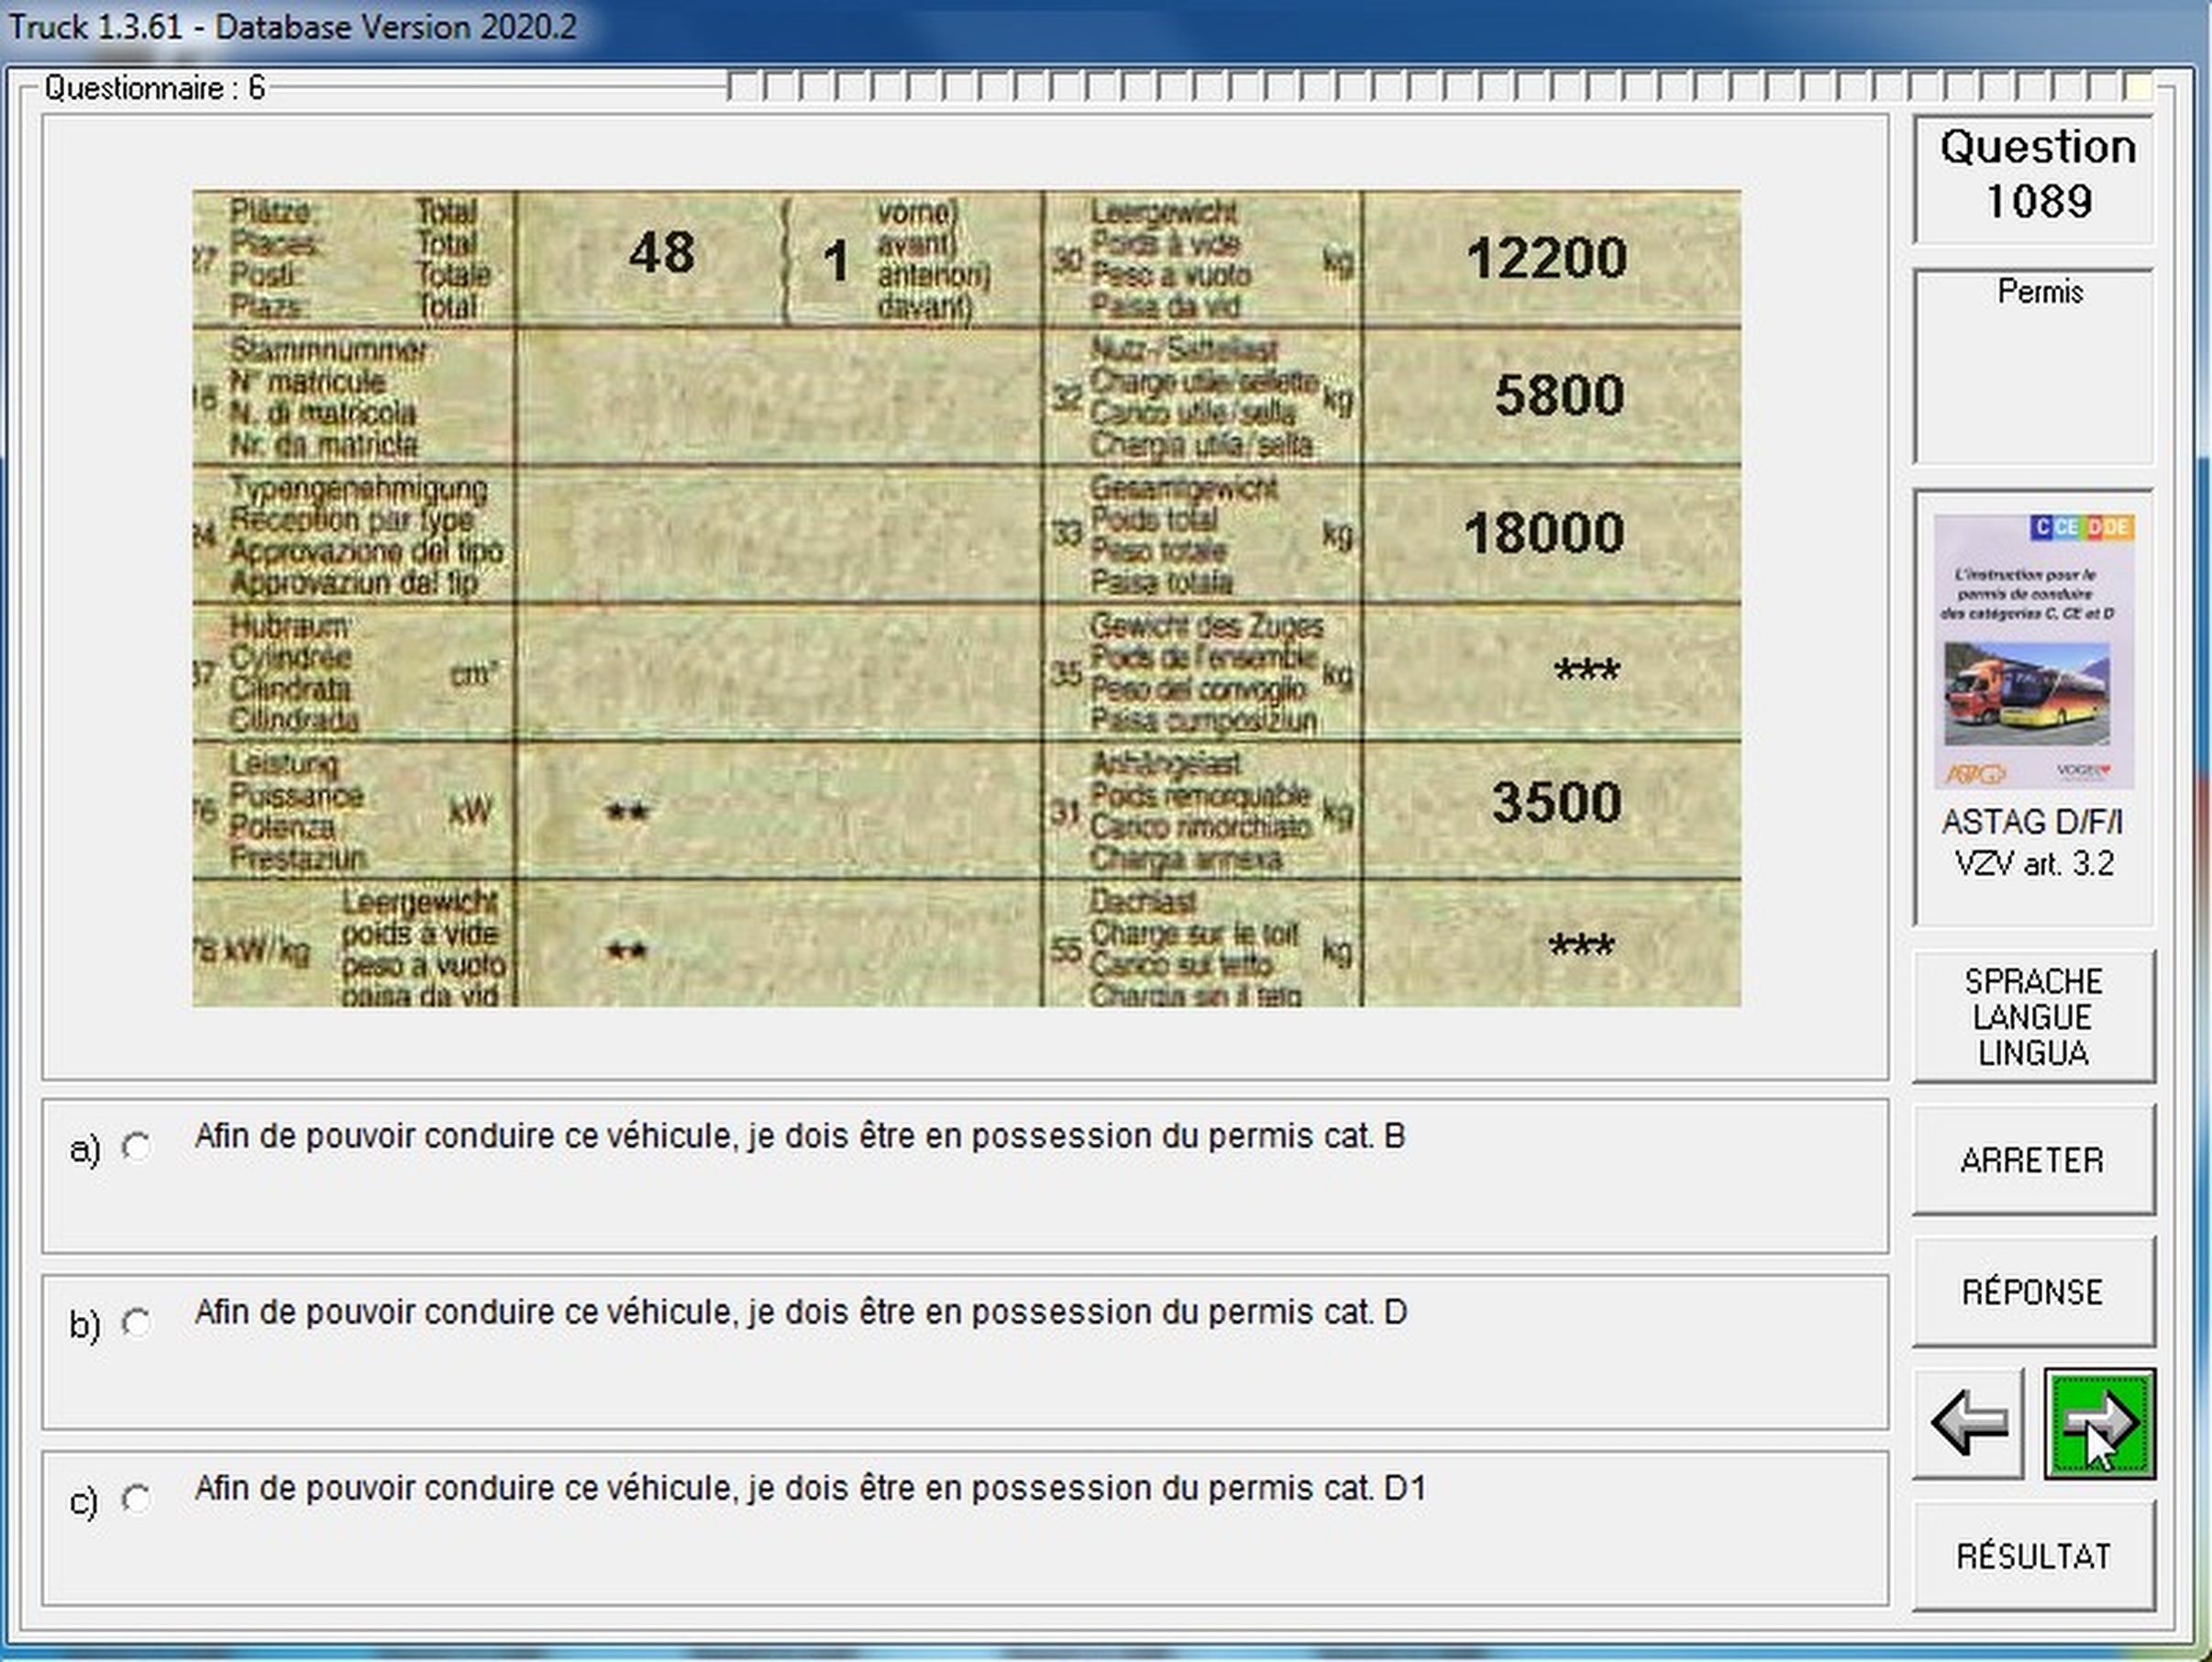 Truck 1.3.61 - Database Version 2020.2
Questionnaire : 6
Question
1089
Permis
27 Plätze: Total
Places: Total
Posti: Totale
Plazs: Total
48 ( 1
vorne)
avant)
anteriori)
davant)
30 Leergewicht
Poids à vide kg
Peso a vuoto
Paisa da vid
12200
Stammnummer
N° matricule
N. di matricola
Nr. da matricla
32 Nutz-/Sattellast
Charge utile/sellette kg
Carico utile/sella
Chargia utila/sella
5800
Typengenehmigung
Réception par type
Approvazione del tipo
Approvaziun dal tip
33 Gesamtgewicht
Poids total kg
Peso totale
Paisa totala
18000
Hubraum
Cylindrée cm³
Cilindrata
Cilindrada
35 Gewicht des Zuges
Poids de l'ensemble kg
Peso del convoglio
Paisa cumposiziun
***
Leistung
Puissance kW
Potenza
Prestaziun
**
31 Anhängelast
Poids remorquable kg
Carico rimorchiato
Chargia annexa
3500
78 kW/kg
Leergewicht
poids à vide
peso a vuoto
paisa da vid
**
55 Dachlast
Charge sur le toit kg
Carico sul tetto
Chargia sin il tetg
***
C CE D DE
L'instruction pour le
permis de conduire
des catégories C, CE et D
ASTAG
VOGEL
ASTAG D/F/I
VZV art. 3.2
SPRACHE
LANGUE
LINGUA
ARRETER
RÉPONSE
RÉSULTAT
a) Afin de pouvoir conduire ce véhicule, je dois être en possession du permis cat. B
b) Afin de pouvoir conduire ce véhicule, je dois être en possession du permis cat. D
c) Afin de pouvoir conduire ce véhicule, je dois être en possession du permis cat. D1